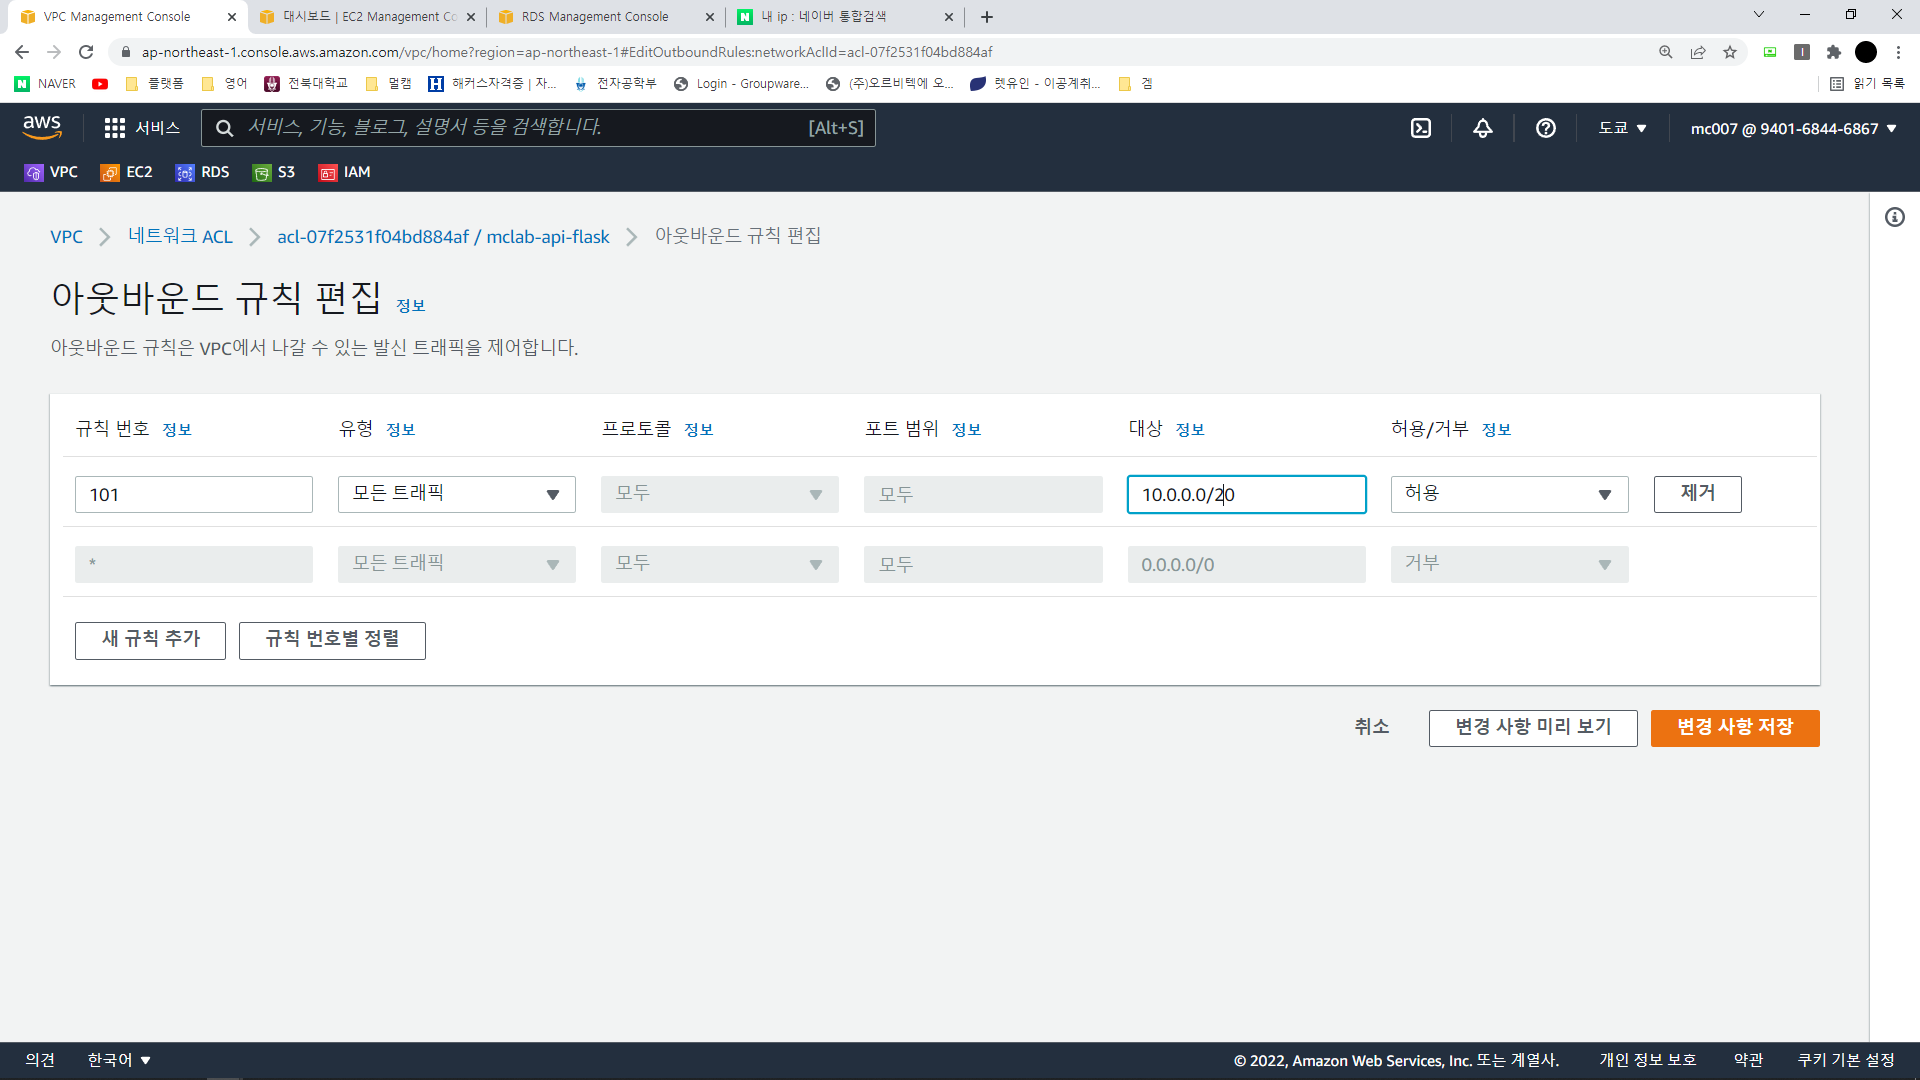 VPC Management Console
대시보드 | EC2 Management Co
RDS Management Console
내 ip : 네이버 통합검색
ap-northeast-1.console.aws.amazon.com/vpc/home?region=ap-northeast-1#EditOutboundRules:networkAclId=acl-07f2531f04bd884af
NAVER
플랫폼
영어
전북대학교
멀캠
해커스자격증 | 자...
전자공학부
Login - Groupware...
(주)오르비텍에 오...
렛유인 - 이공계취...
겜
읽기 목록
aws
서비스
서비스, 기능, 블로그, 설명서 등을 검색합니다.
[Alt+S]
도쿄
mc007 @ 9401-6844-6867
VPC
EC2
RDS
S3
IAM
VPC
네트워크 ACL
acl-07f2531f04bd884af / mclab-api-flask
아웃바운드 규칙 편집
아웃바운드 규칙 편집 정보
아웃바운드 규칙은 VPC에서 나갈 수 있는 발신 트래픽을 제어합니다.
규칙 번호 정보
유형 정보
프로토콜 정보
포트 범위 정보
대상 정보
허용/거부 정보
101
모든 트래픽
모두
모두
10.0.0.0/20
허용
제거
*
모든 트래픽
모두
모두
0.0.0.0/0
거부
새 규칙 추가
규칙 번호별 정렬
취소
변경 사항 미리 보기
변경 사항 저장
의견
한국어
© 2022, Amazon Web Services, Inc. 또는 계열사.
개인 정보 보호
약관
쿠키 기본 설정